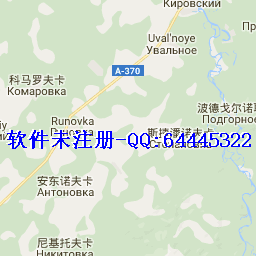 Кировский
Uval'noye
Увальное
A-370
科马罗夫卡
Комаровка
波德戈尔诺
Подгорное
Runovka
软件未注册-QQ:64445322
安东诺夫卡
Антоновка
尼基托夫卡
Никитовка